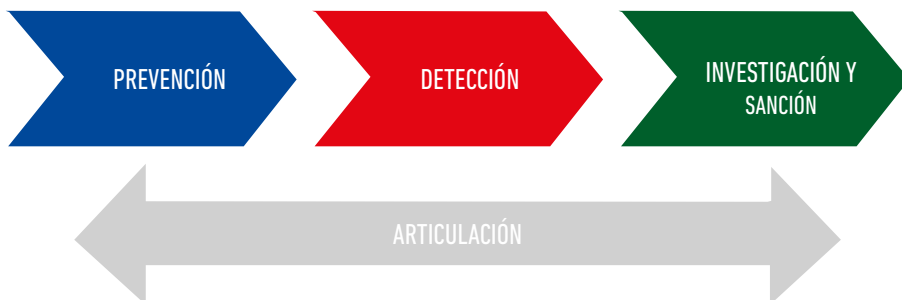 PREVENCIÓN
DETECCIÓN
INVESTIGACIÓN Y
SANCIÓN
ARTICULACIÓN